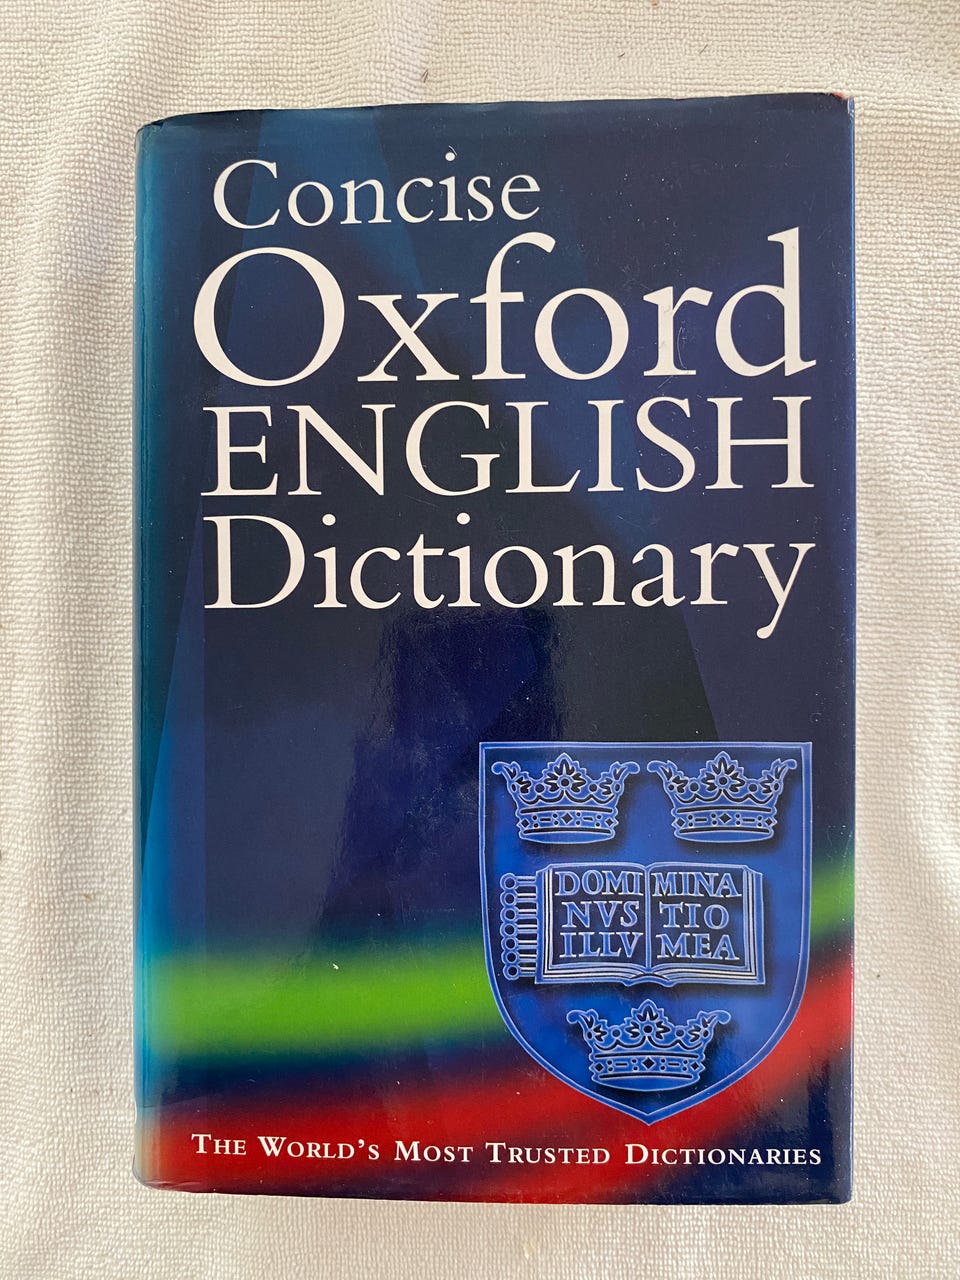 Concise
Oxford
ENGLISH
Dictionary
DOMI MINA
NVS TIO
ILLV MEA
THE WORLD'S MOST TRUSTED DICTIONARIES